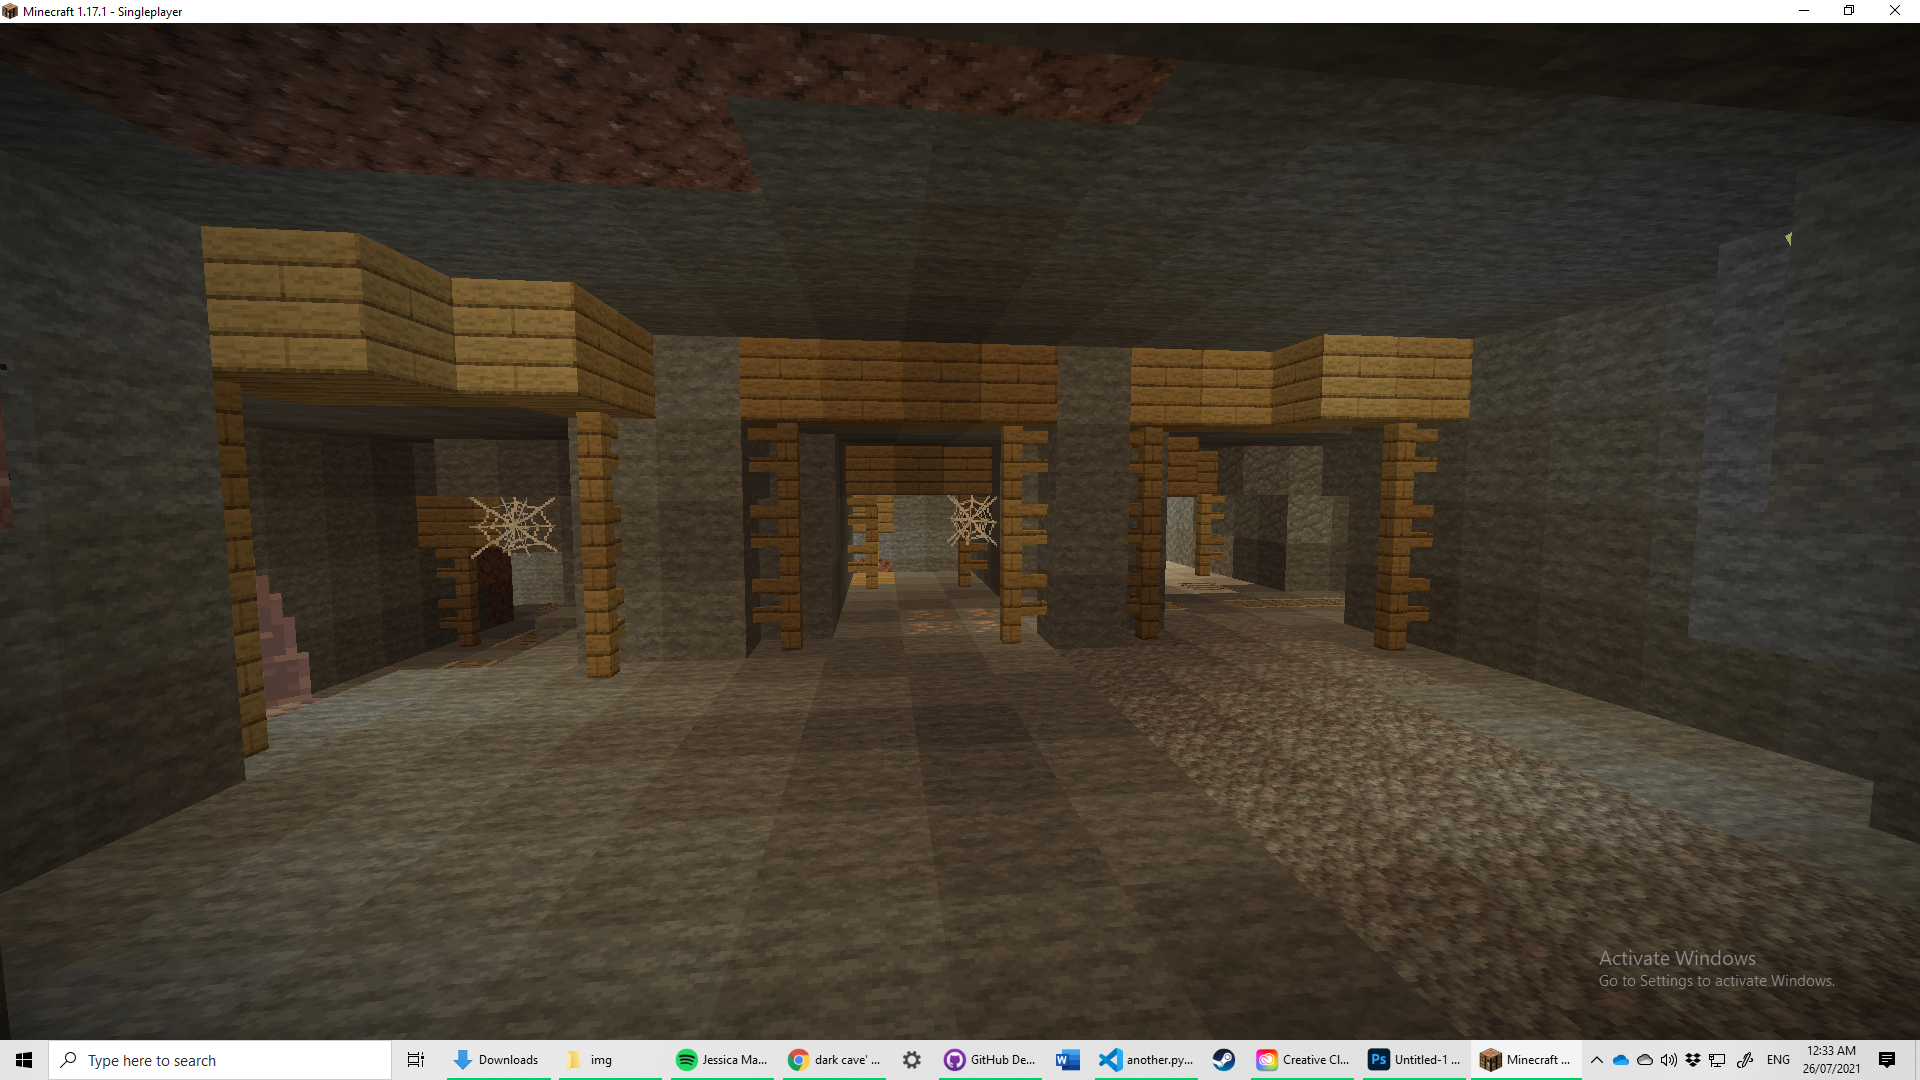 Minecraft 1.17.1 - Singleplayer
Activate Windows
Go to Settings to activate Windows.
Type here to search
Downloads
img
Jessica Ma...
dark cave' ...
GitHub De...
another.py...
Creative Cl...
Ps
Untitled-1 ...
Minecraft ...
ENG
12:33 AM
26/07/2021